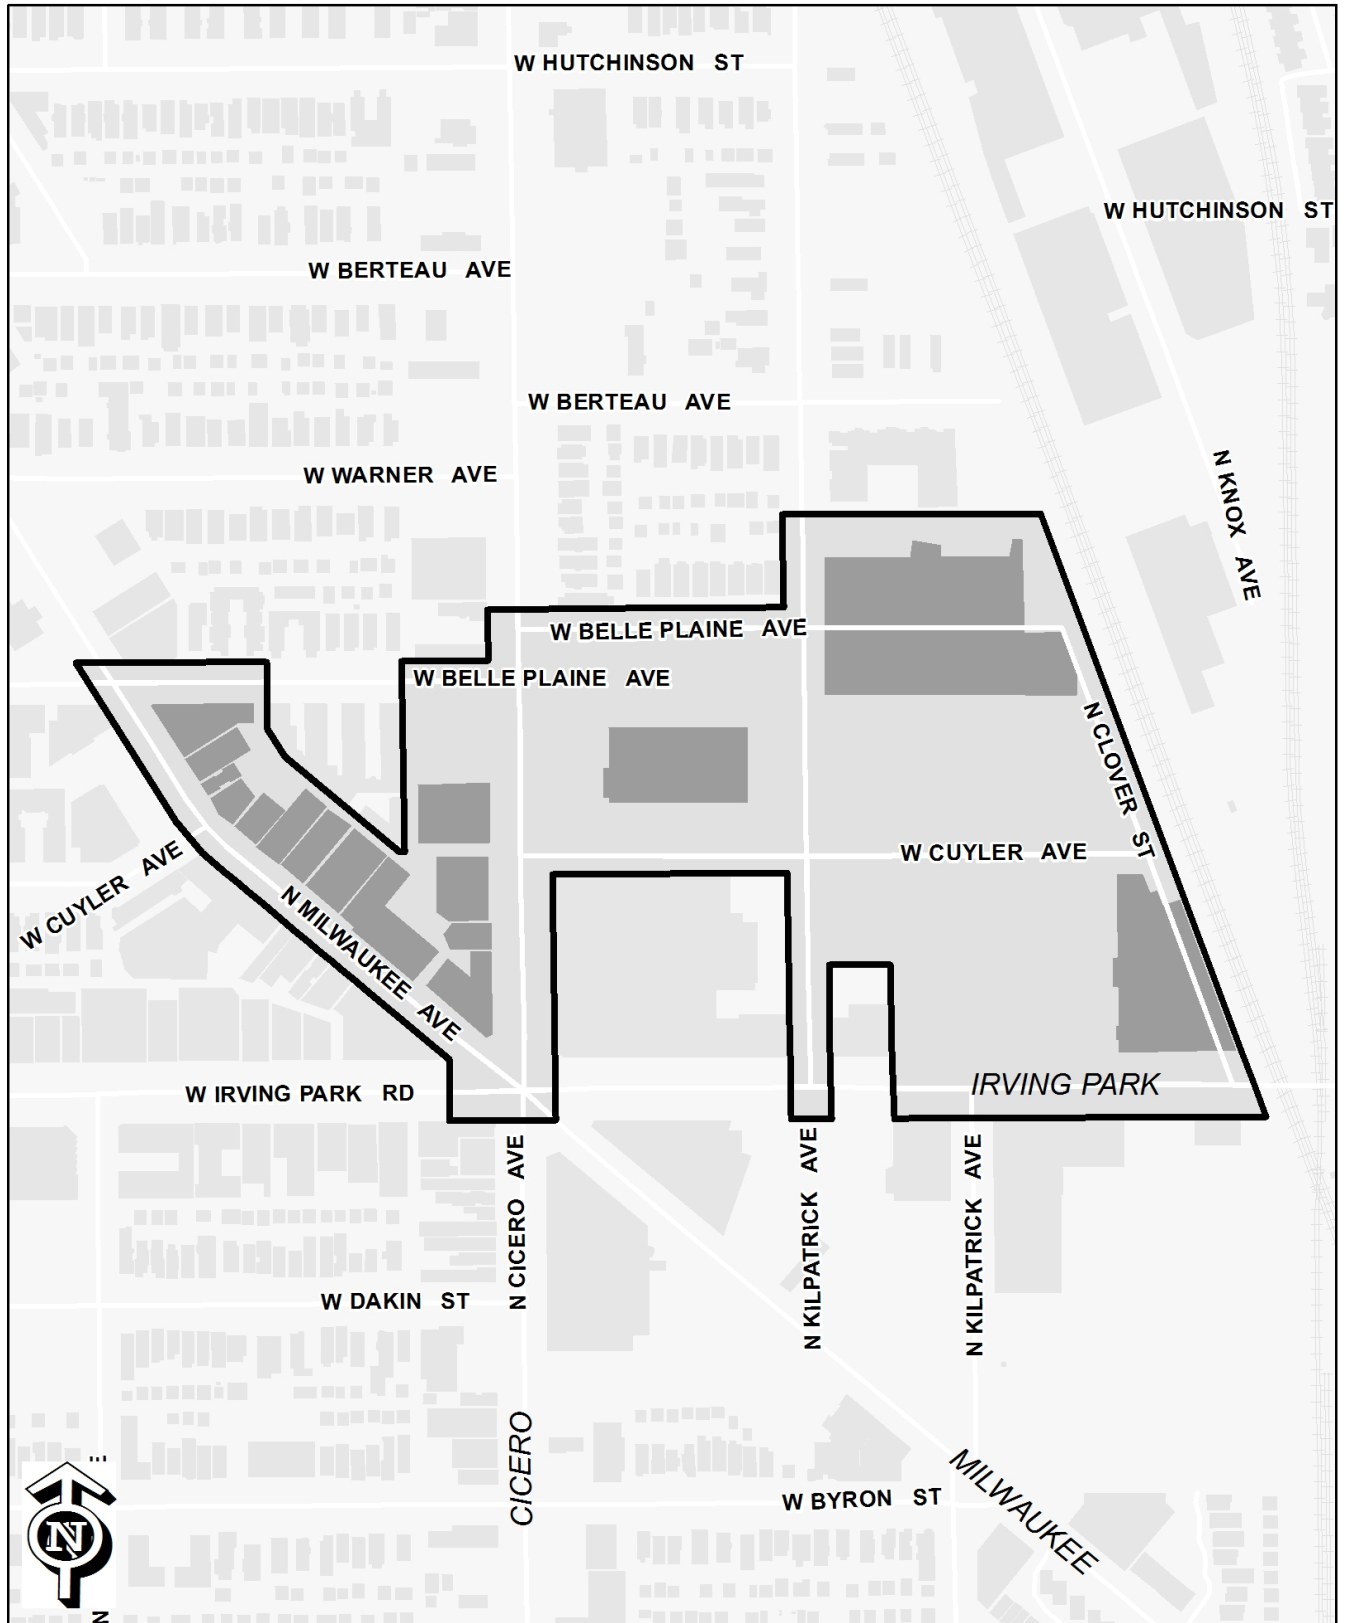 W HUTCHINSON ST
W HUTCHINSON ST
W BERTEAU AVE
W BERTEAU AVE
W WARNER AVE
N KNOX AVE
W BELLE PLAINE AVE
W BELLE PLAINE AVE
N CLOVER ST
W CUYLER AVE
W CUYLER AVE
N MILWAUKEE AVE
IRVING PARK
W IRVING PARK RD
N CICERO AVE
N KILPATRICK AVE
N KILPATRICK AVE
W DAKIN ST
CICERO
MILWAUKEE
W BYRON ST
N
N